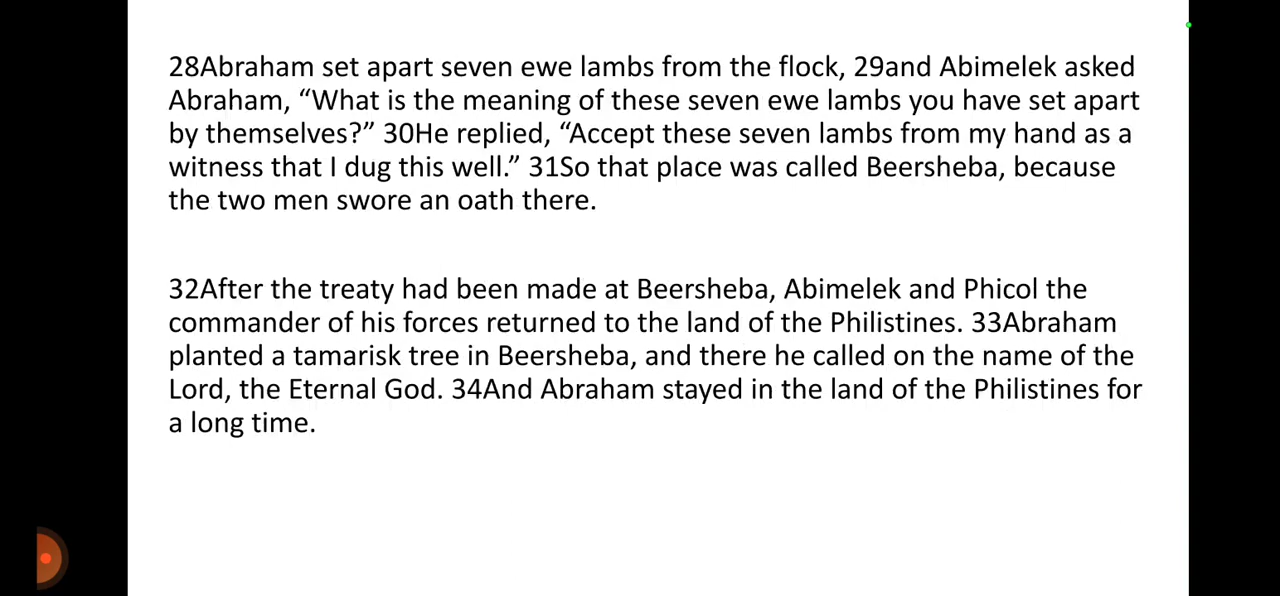 28Abraham set apart seven ewe lambs from the flock, 29and Abimelek asked
Abraham, “What is the meaning of these seven ewe lambs you have set apart
by themselves?” 30He replied, “Accept these seven lambs from my hand as a
witness that I dug this well.” 31So that place was called Beersheba, because
the two men swore an oath there.
32After the treaty had been made at Beersheba, Abimelek and Phicol the
commander of his forces returned to the land of the Philistines. 33Abraham
planted a tamarisk tree in Beersheba, and there he called on the name of the
Lord, the Eternal God. 34And Abraham stayed in the land of the Philistines for
a long time.